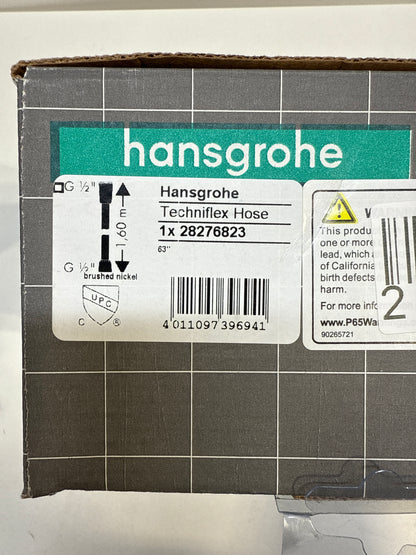 hansgrohe
G ½"
1,60 m
G ½"
brushed nickel
UPC
C ®
Hansgrohe
Techniflex Hose
1x 28276823
63"
4 011097 396941
This produ
one or more
lead, which a
of California
birth defects
harm.
For more info
www.P65Wa
90265721
2